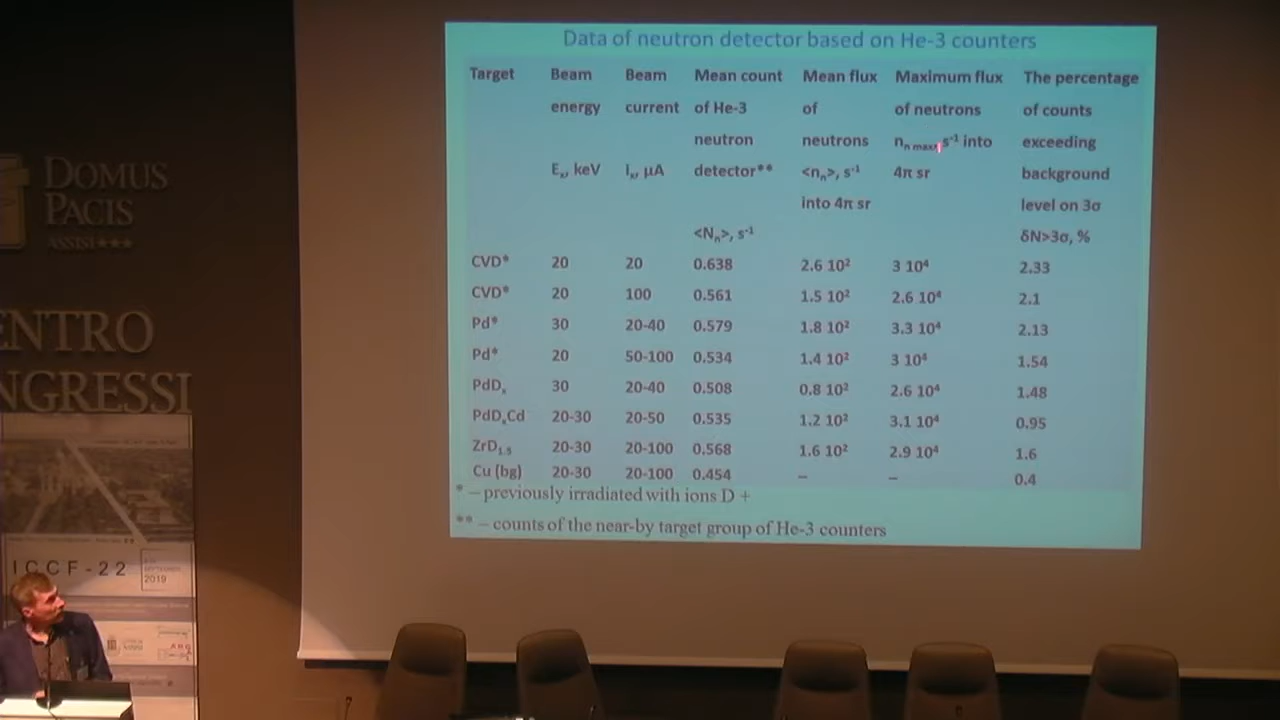 Data of neutron detector based on He-3 counters
Target Beam Beam Mean count Mean flux Maximum flux The percentage
energy current of He-3 of of neutrons of counts
neutron neutrons nn max, s-1 into exceeding
Ex, keV Ix, µA detector** <nn>, s-1 4π sr background
into 4π sr level on 3σ
<Nn>, s-1 δN>3σ, %
CVD* 20 20 0.638 2.6 10² 3 10⁴ 2.33
CVD* 20 100 0.561 1.5 10² 2.6 10⁴ 2.1
Pd* 30 20-40 0.579 1.8 10² 3.3 10⁴ 2.13
Pd* 20 50-100 0.534 1.4 10² 3 10⁴ 1.54
PdDx 30 20-40 0.508 0.8 10² 2.6 10⁴ 1.48
PdDxCd 20-30 20-50 0.535 1.2 10² 3.1 10⁴ 0.95
ZrD1.5 20-30 20-100 0.568 1.6 10² 2.9 10⁴ 1.6
Cu (bg) 20-30 20-100 0.454 – – 0.4
* – previously irradiated with ions D +
** – counts of the near-by target group of He-3 counters
DOMUS
PACIS
ASSISI★★★
ENTRO
NGRESSI
ICCF-22
SEPTEMBER
2019